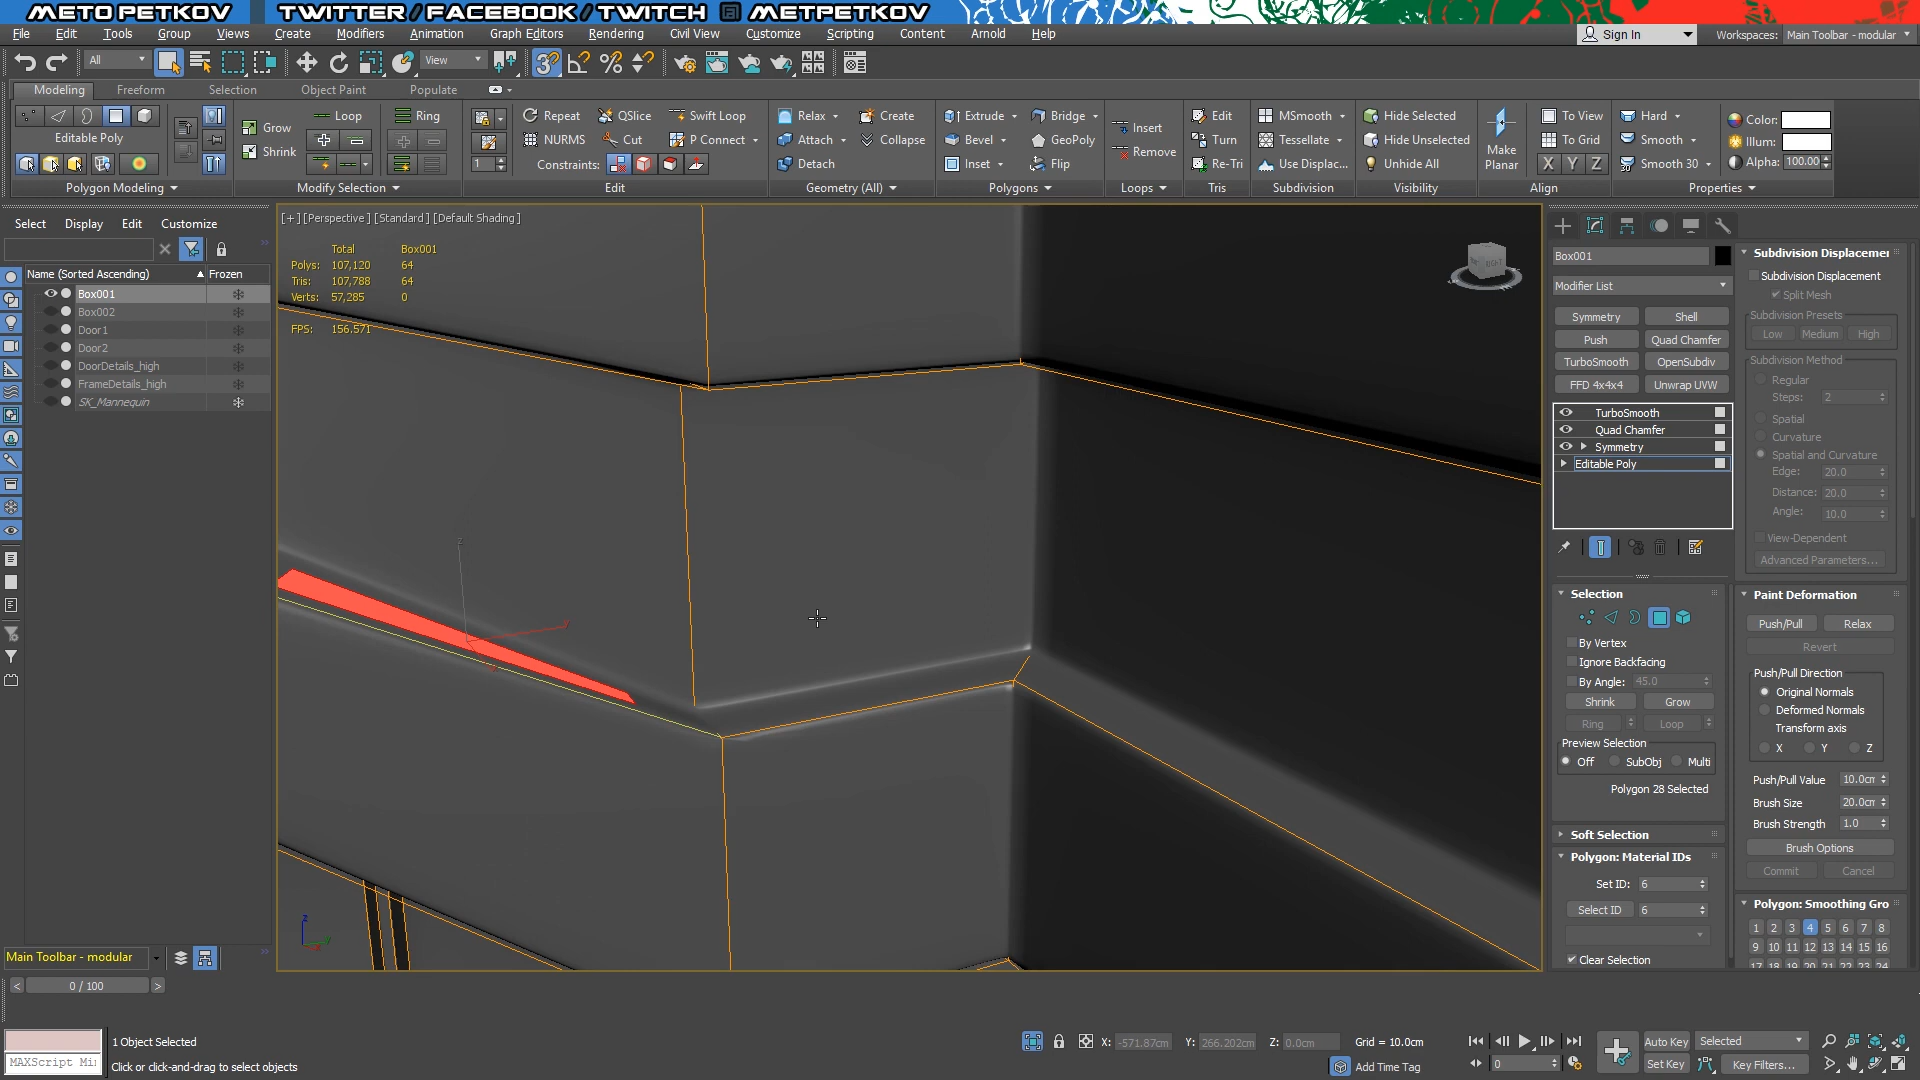 METO PETKOV TWITTER / FACEBOOK / TWITCH @ METPETKOV
File Edit Tools Group Views Create Modifiers Animation Graph Editors Rendering Civil View Customize Scripting Content Arnold Help Sign In Workspaces: Main Toolbar - modular
All View
Modeling Freeform Selection Object Paint Populate
Loop Ring Repeat QSlice Swift Loop Relax Create Extrude Bridge Insert Edit MSmooth Hide Selected To View Hard Color:
Editable Poly Grow NURMS Cut P Connect Attach Collapse Bevel GeoPoly Remove Turn Tessellate Hide Unselected Make Planar To Grid Smooth Illum:
Shrink 1 Constraints: Detach Inset Flip Re-Tri Use Displac... Unhide All X Y Z Smooth 30 Alpha: 100.00
Polygon Modeling Modify Selection Edit Geometry (All) Polygons Loops Tris Subdivision Visibility Align Properties
Select Display Edit Customize
Name (Sorted Ascending) Frozen
Box001
Box002
Door1
Door2
DoorDetails_high
FrameDetails_high
SK_Mannequin
[+] [Perspective ] [Standard ] [Default Shading ]
Total Box001
Polys: 107,120 64
Tris: 107,788 64
Verts: 57,285 0
FPS: 156.571
z
Box001
Modifier List
Symmetry Shell
Push Quad Chamfer
TurboSmooth OpenSubdiv
FFD 4x4x4 Unwrap UVW
TurboSmooth
Quad Chamfer
Symmetry
Editable Poly
Selection
By Vertex
Ignore Backfacing
By Angle: 45.0
Shrink Grow
Ring Loop
Preview Selection
Off SubObj Multi
Polygon 28 Selected
Soft Selection
Polygon: Material IDs
Set ID: 6
Select ID 6
Clear Selection
Subdivision Displacemer
Subdivision Displacement
Split Mesh
Subdivision Presets
Low Medium High
Subdivision Method
Regular
Steps: 2
Spatial
Curvature
Spatial and Curvature
Edge: 20.0
Distance: 20.0
Angle: 10.0
View-Dependent
Advanced Parameters...
Paint Deformation
Push/Pull Relax
Revert
Push/Pull Direction
Original Normals
Deformed Normals
Transform axis
X Y Z
Push/Pull Value 10.0cm
Brush Size 20.0cm
Brush Strength 1.0
Brush Options
Commit Cancel
Polygon: Smoothing Gro
1 2 3 4 5 6 7 8
9 10 11 12 13 14 15 16
17 18 19 20 21 22 23 24
Main Toolbar - modular
< 0 / 100 >
1 Object Selected X: -571.87cm Y: 266.202cm Z: 0.0cm Grid = 10.0cm Auto Key Selected
MAXScript Mi Click or click-and-drag to select objects Add Time Tag 0 Set Key Key Filters...